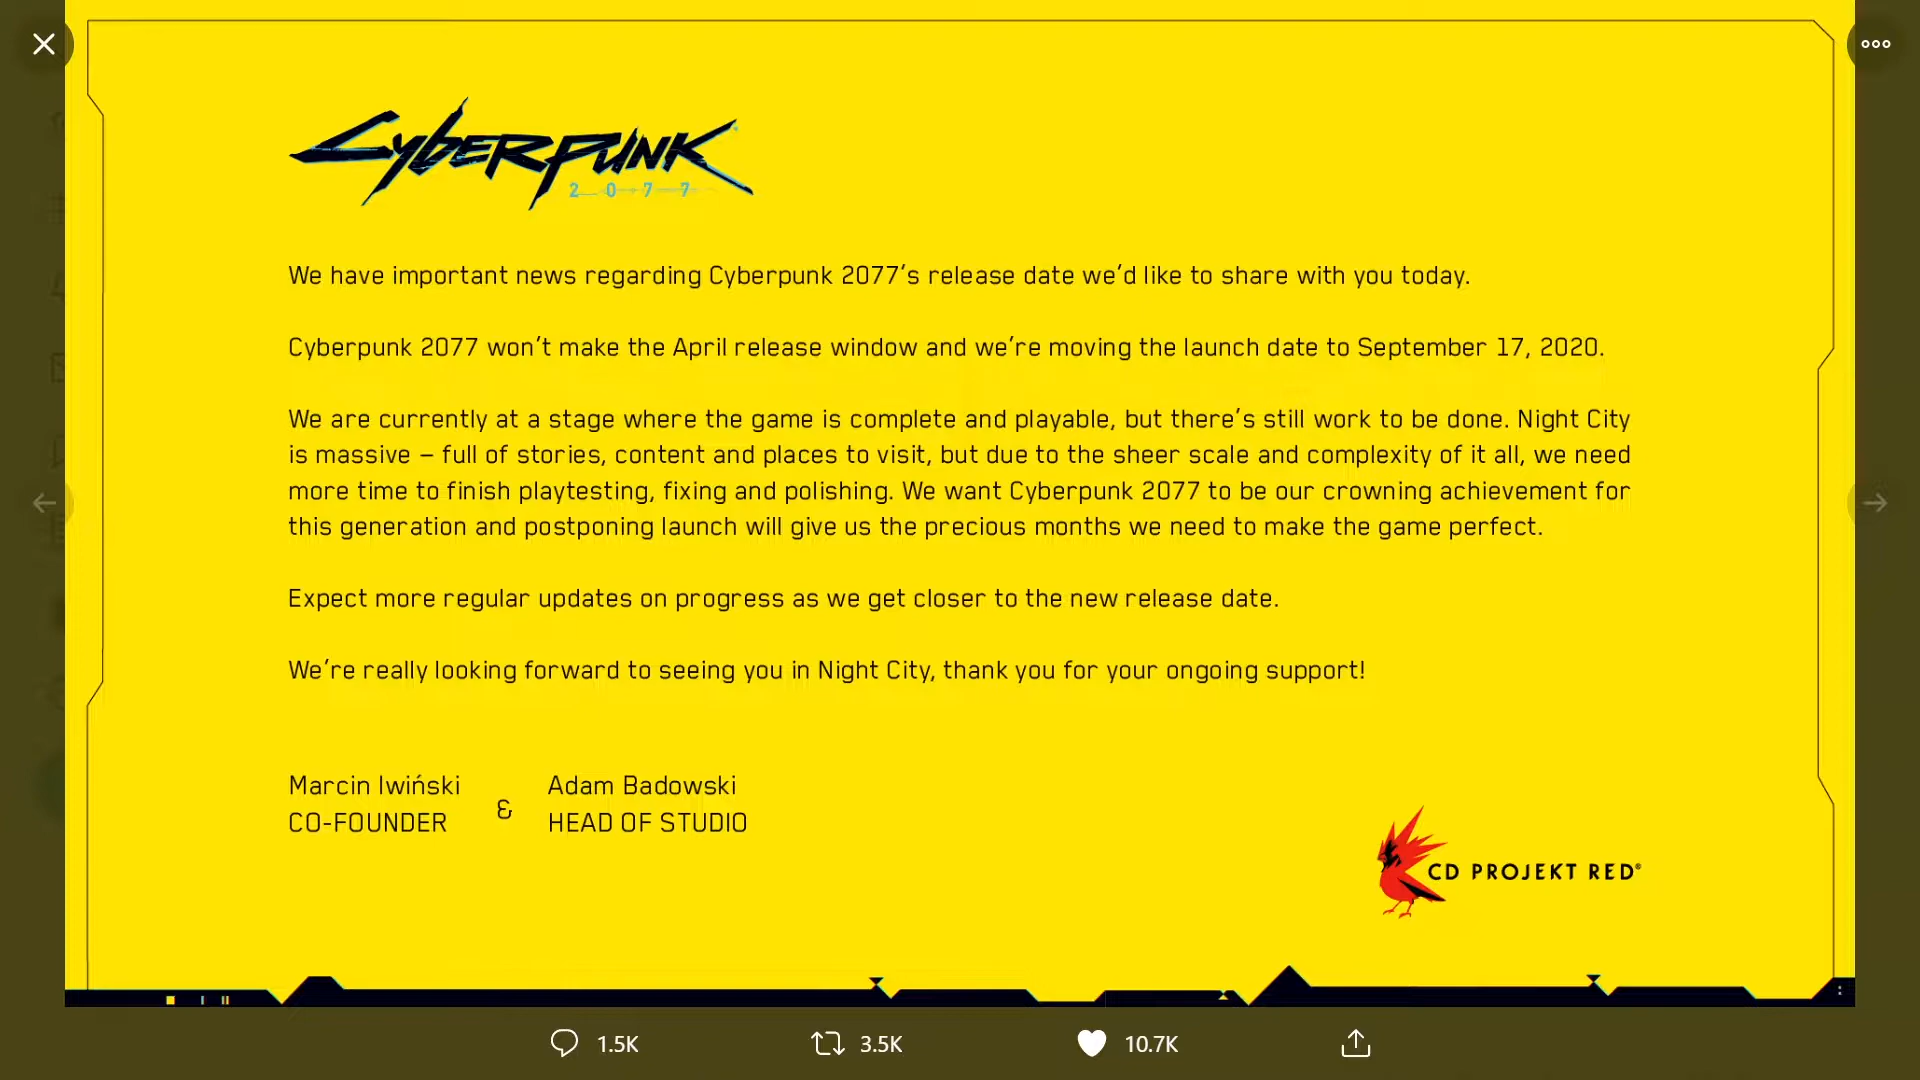 Cyberpunk
2077
We have important news regarding Cyberpunk 2077’s release date we’d like to share with you today.
Cyberpunk 2077 won’t make the April release window and we’re moving the launch date to September 17, 2020.
We are currently at a stage where the game is complete and playable, but there’s still work to be done. Night City
is massive – full of stories, content and places to visit, but due to the sheer scale and complexity of it all, we need
more time to finish playtesting, fixing and polishing. We want Cyberpunk 2077 to be our crowning achievement for
this generation and postponing launch will give us the precious months we need to make the game perfect.
Expect more regular updates on progress as we get closer to the new release date.
We’re really looking forward to seeing you in Night City, thank you for your ongoing support!
Marcin Iwiński & Adam Badowski
CO-FOUNDER HEAD OF STUDIO
CD PROJEKT RED®
1.5K 3.5K 10.7K